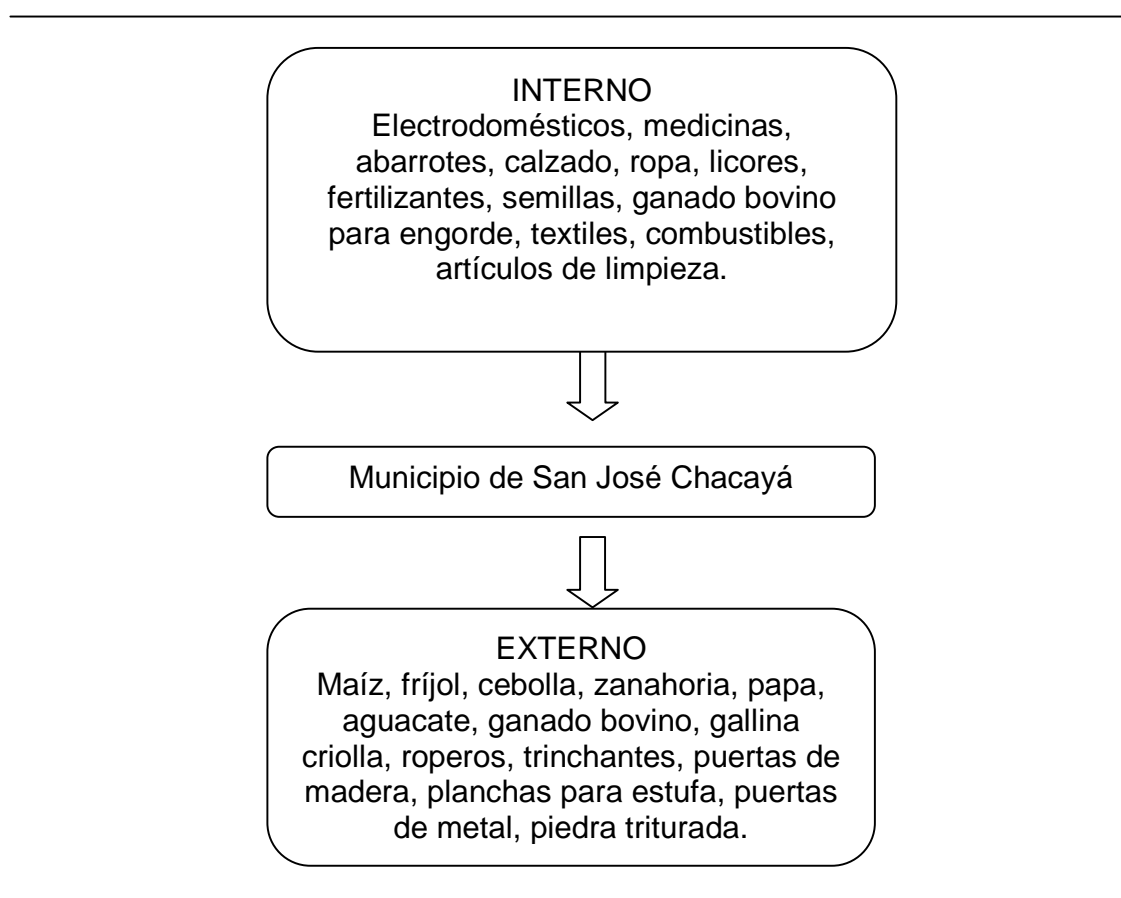 INTERNO
Electrodomésticos, medicinas,
abarrotes, calzado, ropa, licores,
fertilizantes, semillas, ganado bovino
para engorde, textiles, combustibles,
artículos de limpieza.
Municipio de San José Chacayá
EXTERNO
Maíz, fríjol, cebolla, zanahoria, papa,
aguacate, ganado bovino, gallina
criolla, roperos, trinchantes, puertas de
madera, planchas para estufa, puertas
de metal, piedra triturada.